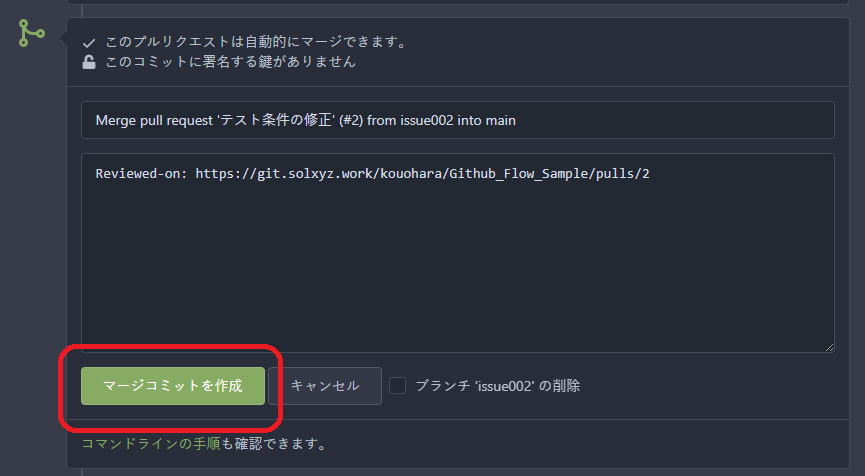 このプルリクエストは自動的にマージできます。
このコミットに署名する鍵がありません
Merge pull request 'テスト条件の修正' (#2) from issue002 into main
Reviewed-on: https://git.solxyz.work/kouohara/Github_Flow_Sample/pulls/2
マージコミットを作成 キャンセル ブランチ 'issue002' の削除
コマンドラインの手順も確認できます。